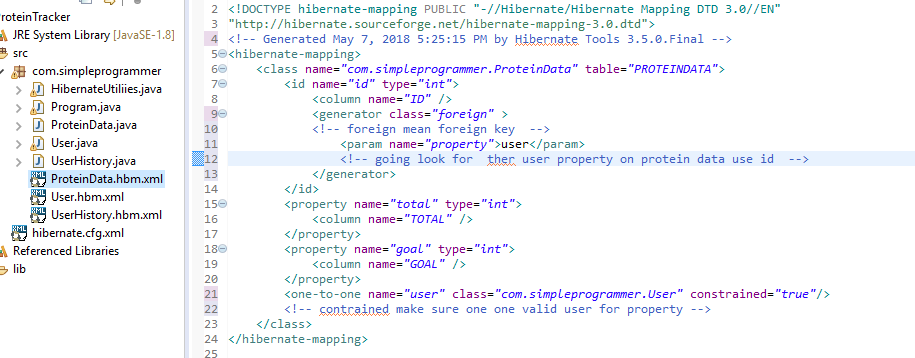 ProteinTracker
JRE System Library [JavaSE-1.8]
src
com.simpleprogrammer
HibernateUtiliies.java
Program.java
ProteinData.java
User.java
UserHistory.java
ProteinData.hbm.xml
User.hbm.xml
UserHistory.hbm.xml
hibernate.cfg.xml
Referenced Libraries
lib
2 <!DOCTYPE hibernate-mapping PUBLIC "-//Hibernate/Hibernate Mapping DTD 3.0//EN"
3 "http://hibernate.sourceforge.net/hibernate-mapping-3.0.dtd">
4 <!-- Generated May 7, 2018 5:25:15 PM by Hibernate Tools 3.5.0.Final -->
5 <hibernate-mapping>
6 <class name="com.simpleprogrammer.ProteinData" table="PROTEINDATA">
7 <id name="id" type="int">
8 <column name="ID" />
9 <generator class="foreign" >
10 <!-- foreign mean foreign key -->
11 <param name="property">user</param>
12 <!-- going look for ther user property on protein data use id -->
13 </generator>
14 </id>
15 <property name="total" type="int">
16 <column name="TOTAL" />
17 </property>
18 <property name="goal" type="int">
19 <column name="GOAL" />
20 </property>
21 <one-to-one name="user" class="com.simpleprogrammer.User" constrained="true"/>
22 <!-- contrained make sure one one valid user for property -->
23 </class>
24 </hibernate-mapping>
25